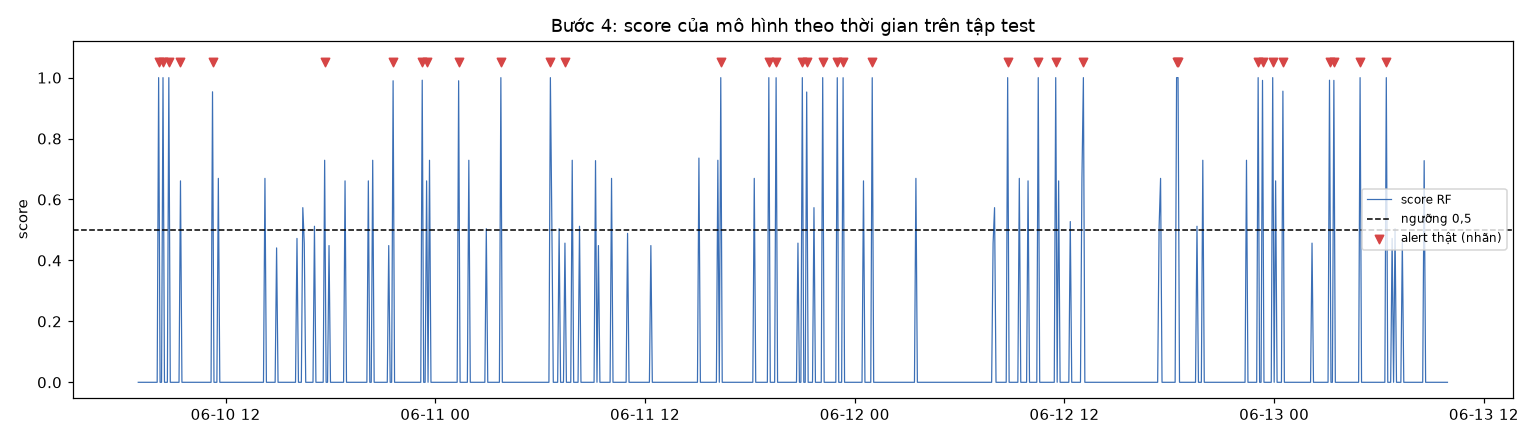 Bước 4: score của mô hình theo thời gian trên tập test
score
1.0
0.8
0.6
0.4
0.2
0.0
score RF
ngưỡng 0,5
alert thật (nhãn)
06-10 12
06-11 00
06-11 12
06-12 00
06-12 12
06-13 00
06-13 12